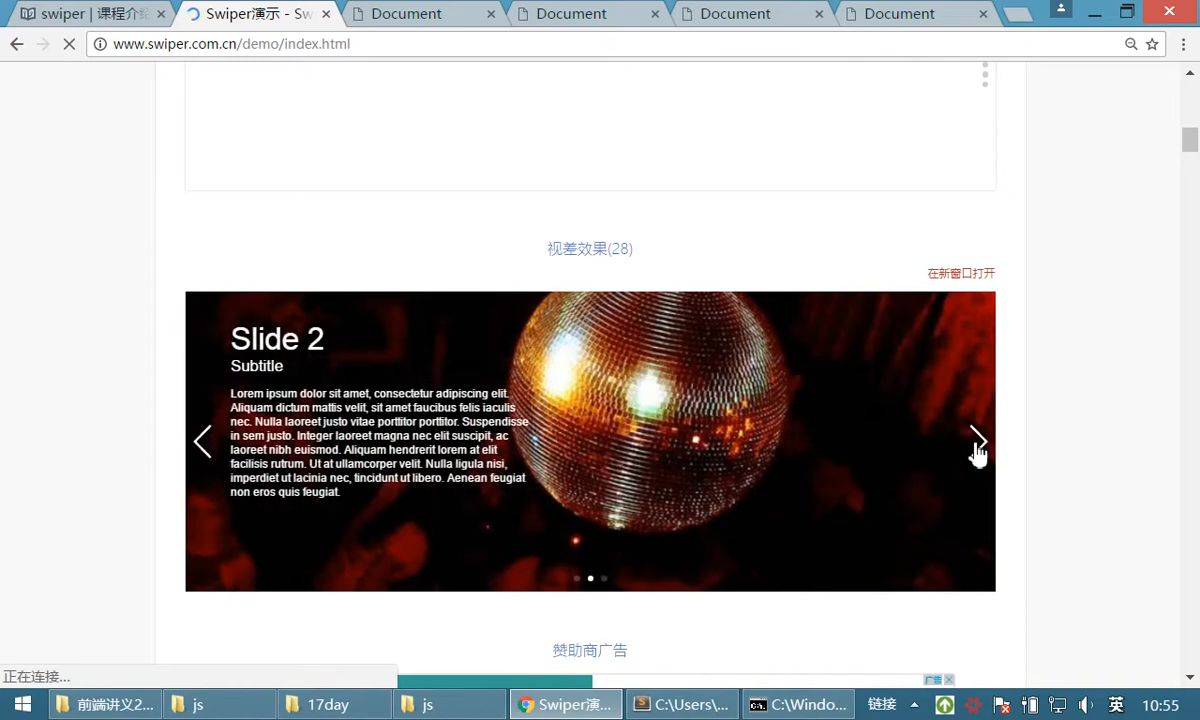 swiper | 课程介绍
Swiper演示 - Sw
Document
Document
Document
Document
www.swiper.com.cn/demo/index.html
视差效果(28)
在新窗口打开
Slide 2
Subtitle
Lorem ipsum dolor sit amet, consectetur adipiscing elit.
Aliquam dictum mattis velit, sit amet faucibus felis iaculis
nec. Nulla laoreet justo vitae porttitor porttitor. Suspendisse
in sem justo. Integer laoreet magna nec elit suscipit, ac
laoreet nibh euismod. Aliquam hendrerit lorem at elit
facilisis rutrum. Ut at ullamcorper velit. Nulla ligula nisi,
imperdiet ut lacinia nec, tincidunt ut libero. Aenean feugiat
non eros quis feugiat.
赞助商广告
正在连接...
广告
前端讲义2...
js
17day
js
Swiper演...
C:\Users\...
C:\Windo...
链接
英
10:55